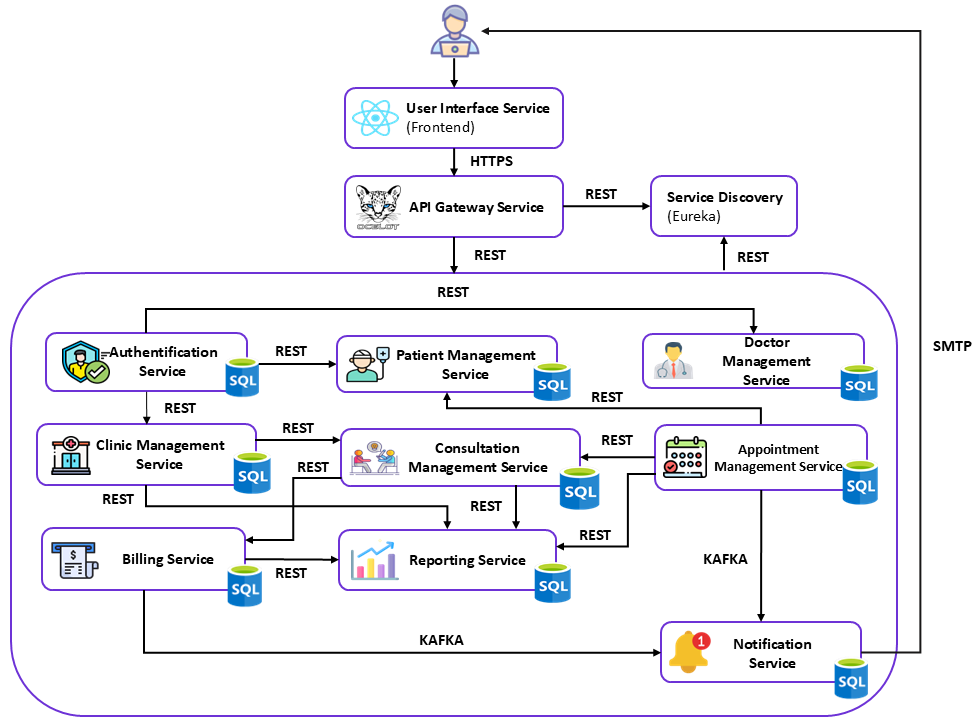 User Interface Service
(Frontend)
HTTPS
OCELOT
API Gateway Service
REST
Service Discovery
(Eureka)
REST
REST
REST
Authentification
Service
SQL
REST
Patient Management
Service
SQL
Doctor
Management
Service
SQL
SMTP
REST
REST
Clinic Management
Service
SQL
REST
Consultation
Management Service
SQL
REST
Appointment
Management Service
SQL
REST
REST
REST
REST
Billing Service
SQL
REST
Reporting Service
SQL
KAFKA
KAFKA
1
Notification
Service
SQL
$